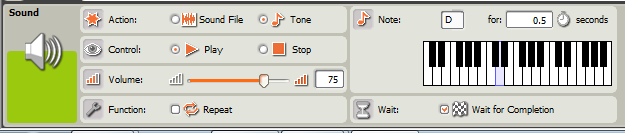 Sound
Action: Sound File Tone
Note: D for: 0.5 seconds
Control: Play Stop
Volume: 75
Function: Repeat
Wait: Wait for Completion